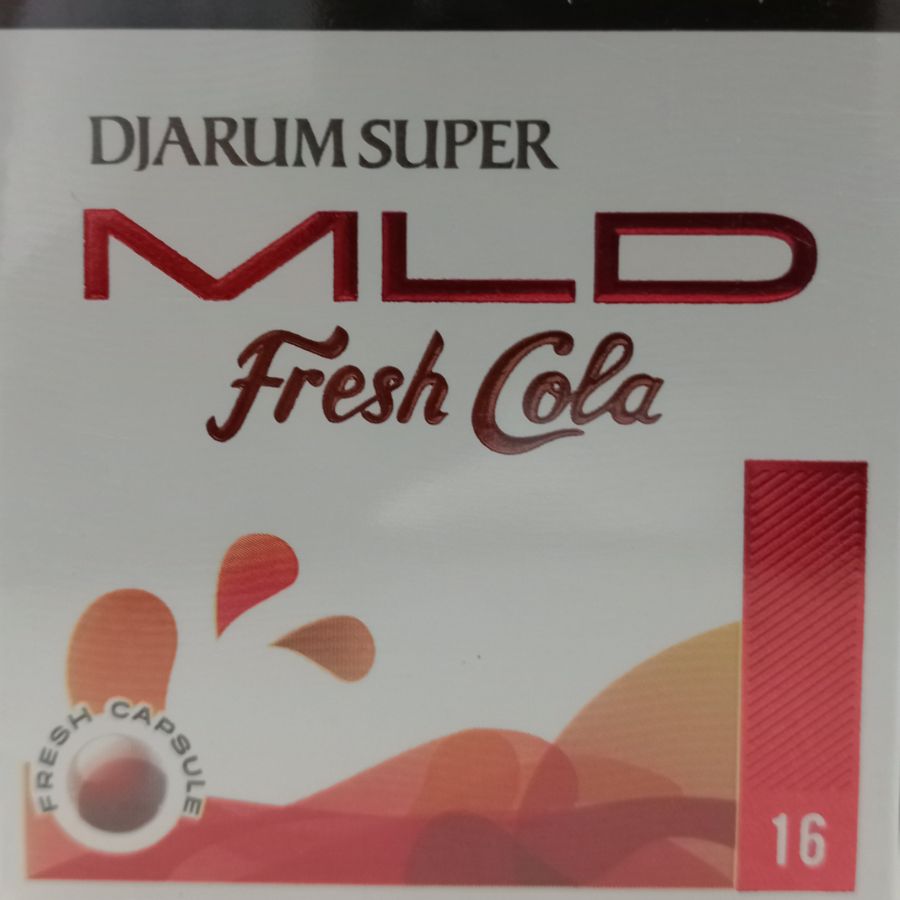 DJARUM SUPER
MLD
Fresh Cola
FRESH CAPSULE
16